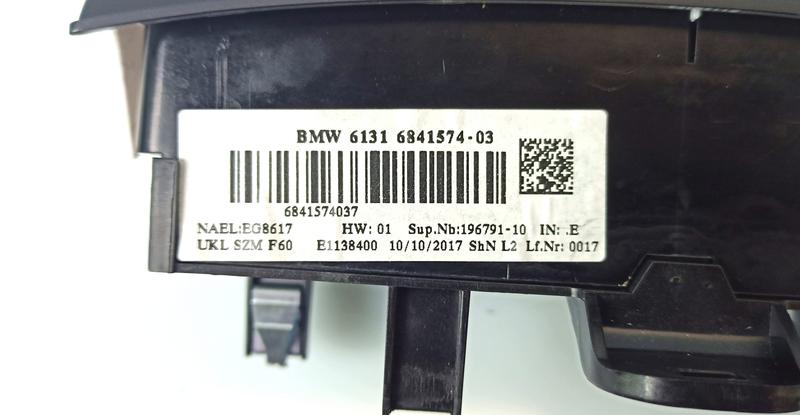 BMW 6131 6841574-03
6841574037
NAEL:EG8617 HW: 01 Sup.Nb:196791-10 IN: .E
UKL SZM F60 E1138400 10/10/2017 ShN L2 Lf.Nr: 0017